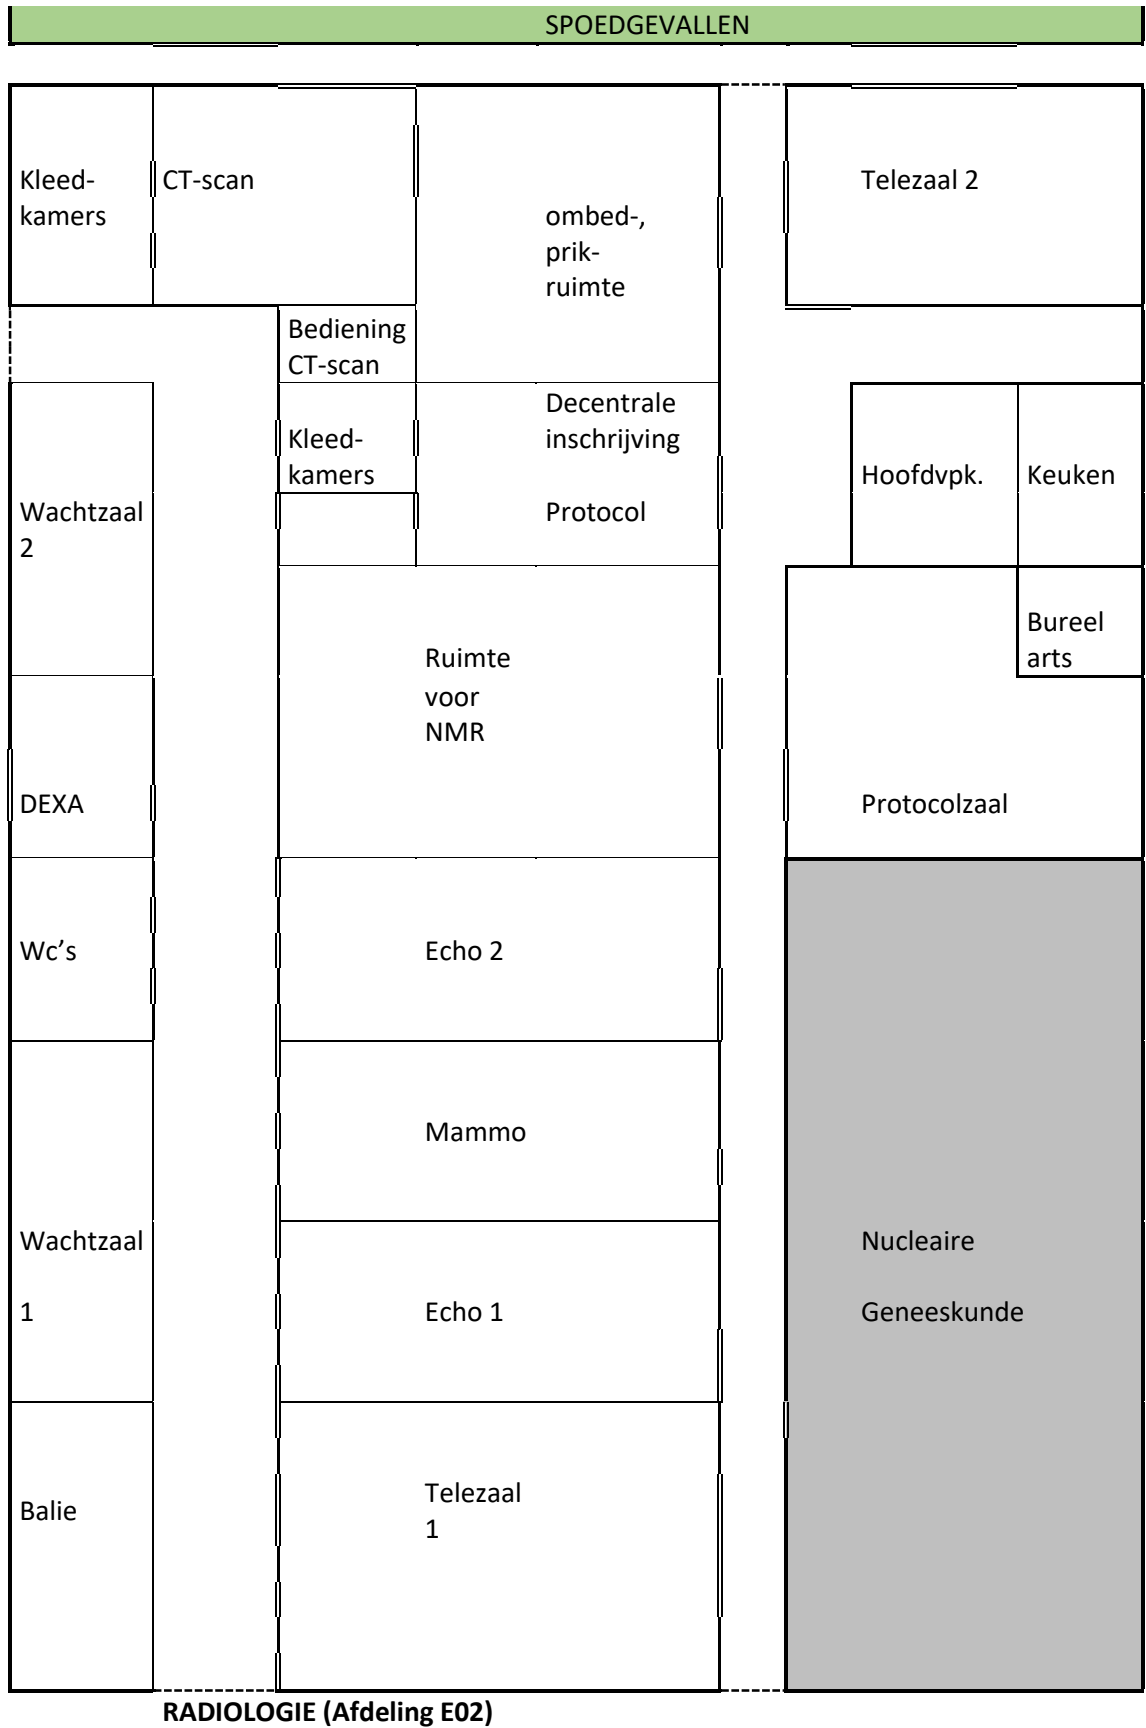 SPOEDGEVALLEN
Kleed-
kamers
CT-scan
ombed-,
prik-
ruimte
Telezaal 2
Bediening
CT-scan
Kleed-
kamers
Decentrale
inschrijving
Protocol
Hoofdvpk.
Keuken
Wachtzaal
2
Bureel
arts
Ruimte
voor
NMR
DEXA
Protocolzaal
Wc’s
Echo 2
Mammo
Wachtzaal
1
Echo 1
Nucleaire
Geneeskunde
Balie
Telezaal
1
RADIOLOGIE (Afdeling E02)